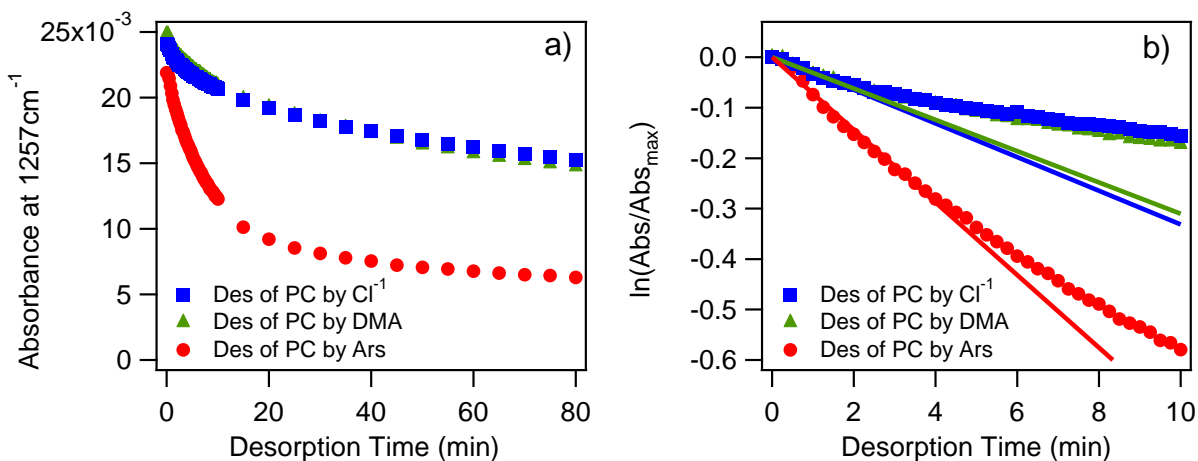 a)
Absorbance at 1257cm⁻¹
25x10⁻³
20
15
10
5
0
Des of PC by Cl⁻¹
Des of PC by DMA
Des of PC by Ars
0 20 40 60 80
Desorption Time (min)
b)
ln(Abs/Absmax)
0.0
-0.1
-0.2
-0.3
-0.4
-0.5
-0.6
Des of PC by Cl⁻¹
Des of PC by DMA
Des of PC by Ars
0 2 4 6 8 10
Desorption Time (min)